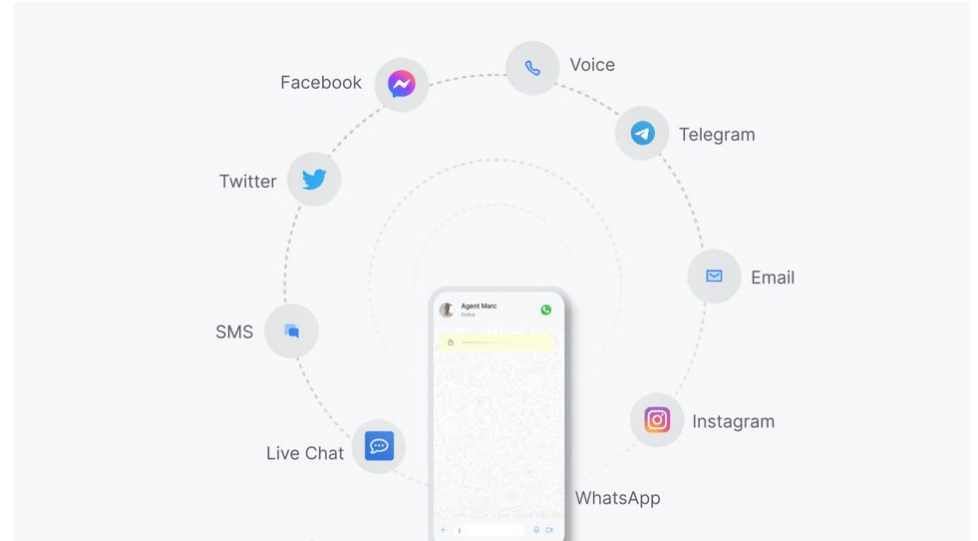 Voice
Facebook
Telegram
Twitter
Email
Agent Marc
Online
SMS
Instagram
Live Chat
WhatsApp